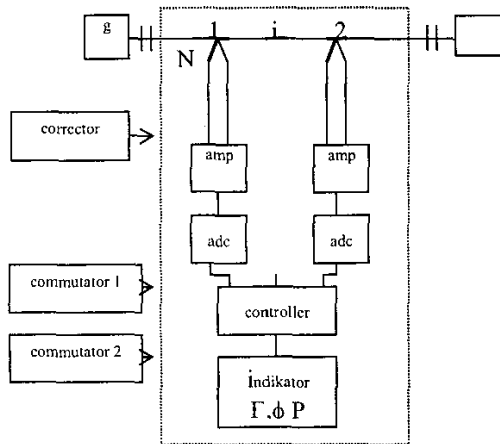 g
1 i 2
N
corrector
amp amp
adc adc
commutator 1
controller
commutator 2
indikator
Γ,ϕ P